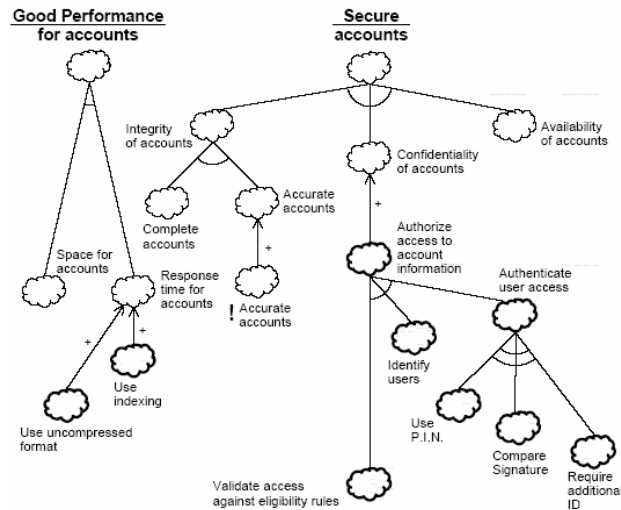 Good Performance
for accounts
Secure
accounts
Integrity
of accounts
Availability
of accounts
Confidentiality
of accounts
Complete
accounts
Accurate
accounts
+
Authorize
access to
account
information
Space for
accounts
Response
time for
accounts
+
! Accurate
accounts
Authenticate
user access
+
+
Use
indexing
Identify
users
Use uncompressed
format
Use
P.I.N.
Compare
Signature
Require
additional
ID
Validate access
against eligibility rules